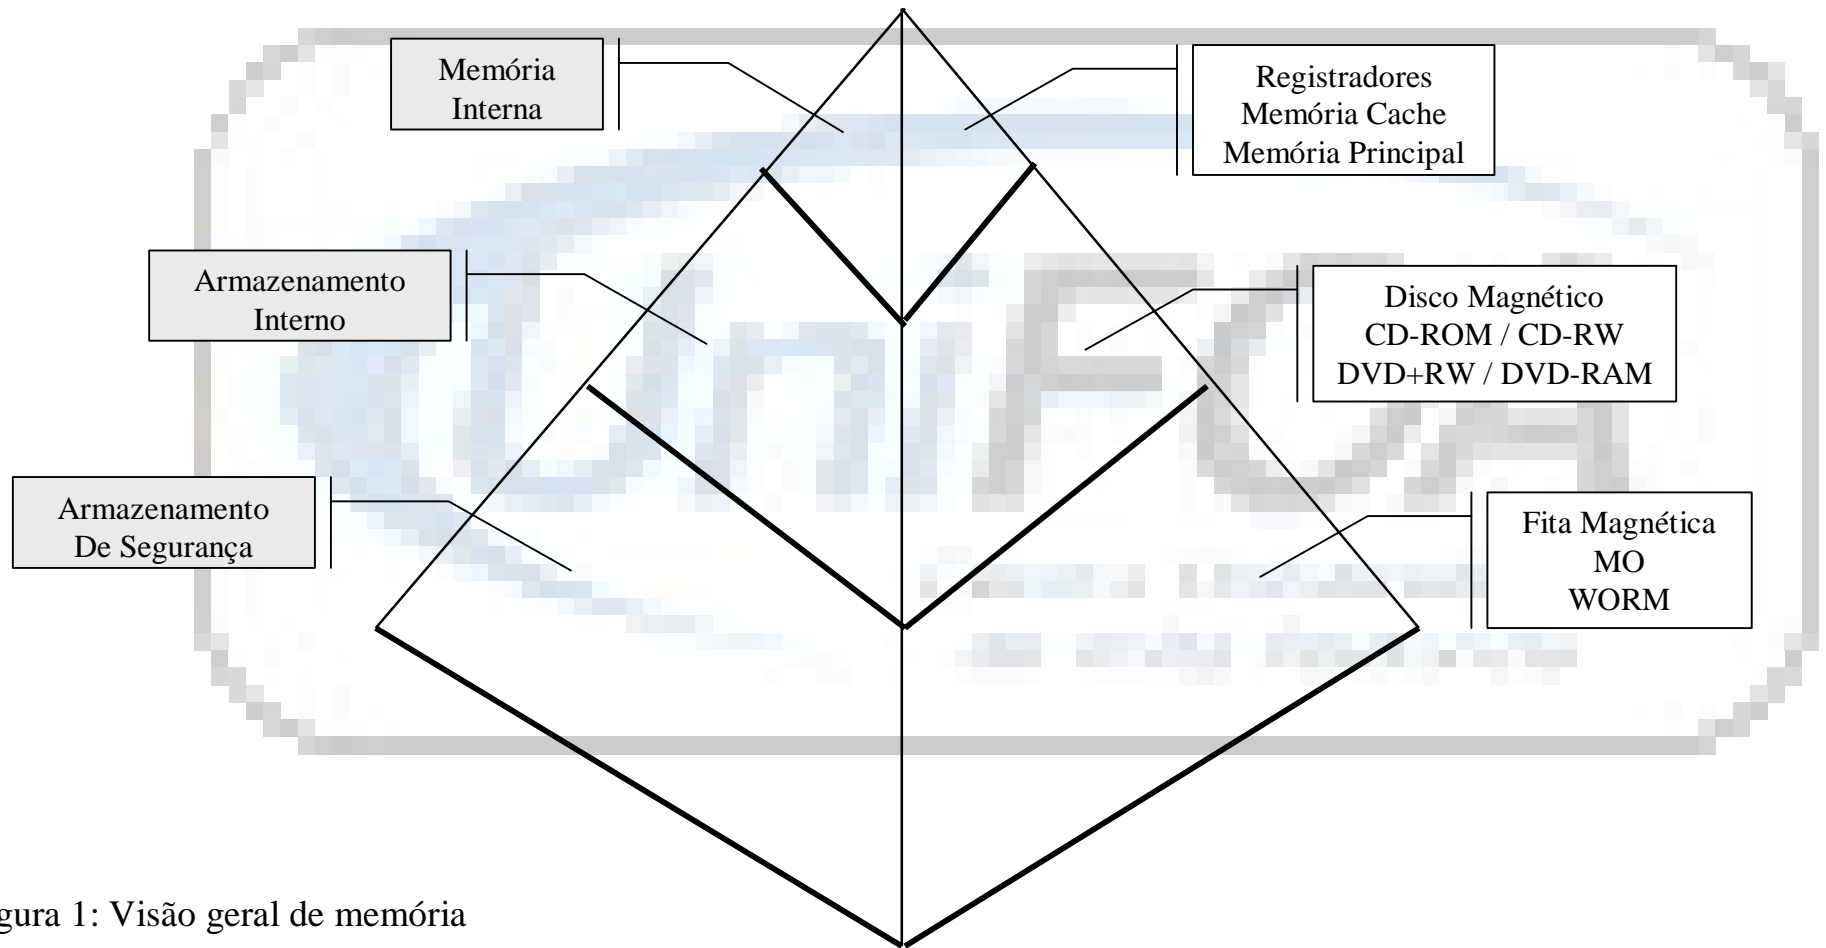 Memória
Interna
Registradores
Memória Cache
Memória Principal
Armazenamento
Interno
Disco Magnético
CD-ROM / CD-RW
DVD+RW / DVD-RAM
Armazenamento
De Segurança
Fita Magnética
MO
WORM
gura 1: Visão geral de memória
UniFOA